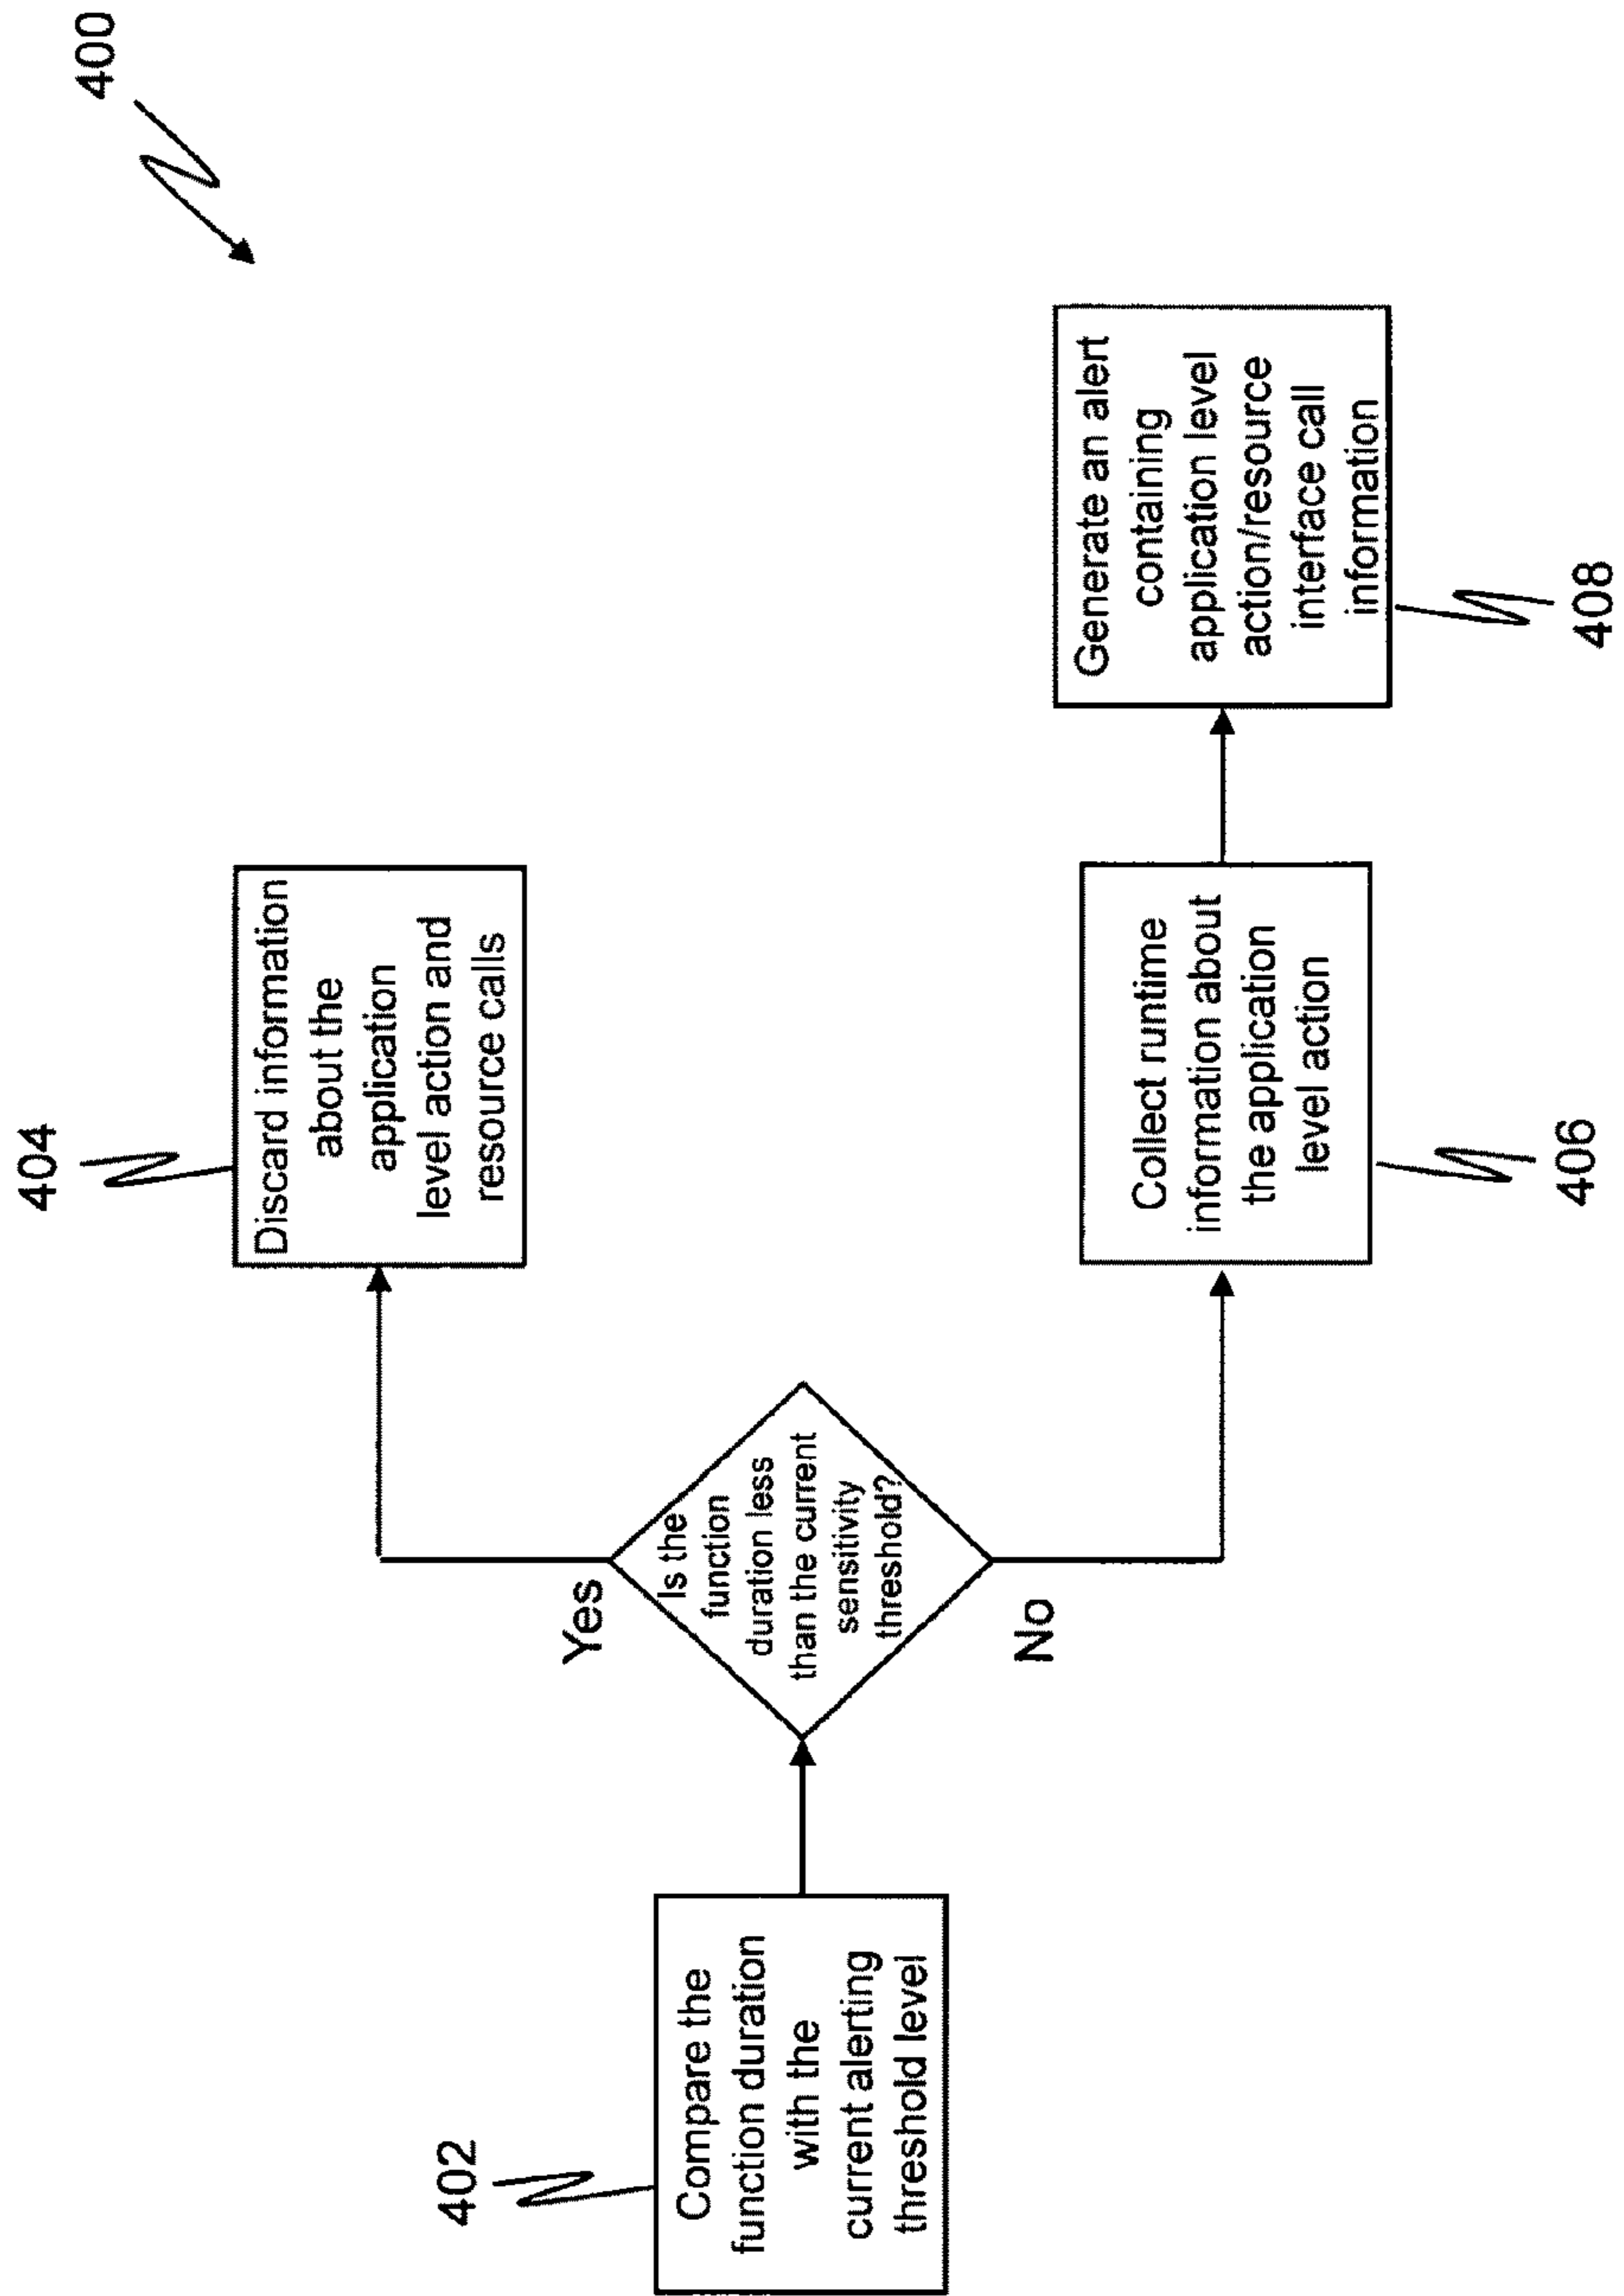 400
402
Compare the
function duration
with the
current alerting
threshold level
Is the
function
duration less
than the current
sensitivity
threshold?
Yes
No
404
Discard information
about the
application
level action and
resource calls
Collect runtime
information about
the application
level action
406
Generate an alert
containing
application level
action/resource
interface call
information
408